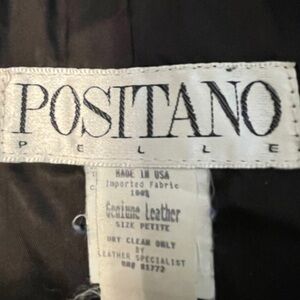 POSITANO
PELLE
MADE IN USA
Imported Fabric
100%
Genuine Leather
SIZE PETITE
DRY CLEAN ONLY
BY
LEATHER SPECIALIST